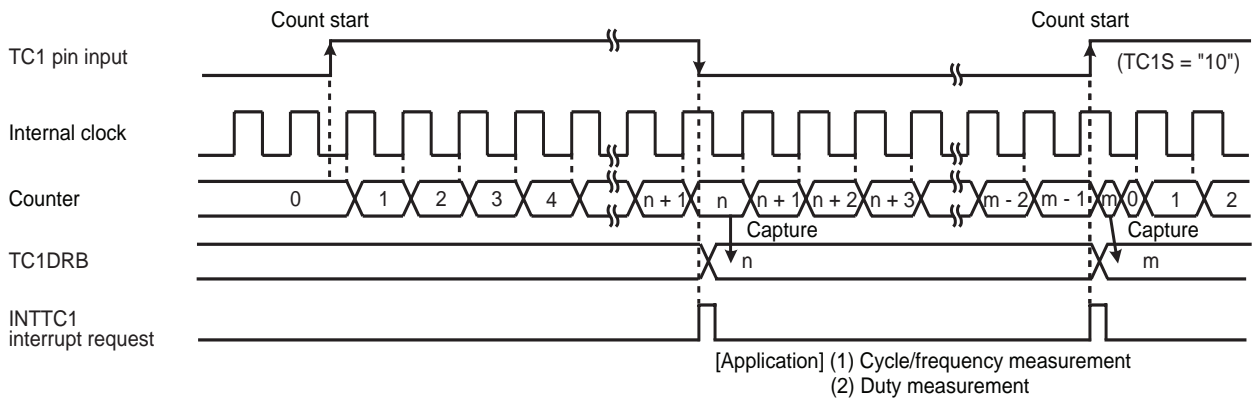 Count start
Count start
TC1 pin input
(TC1S = "10")
Internal clock
Counter
0 1 2 3 4 n + 1 n n + 1 n + 2 n + 3 m - 2 m - 1 m 0 1 2
Capture
Capture
TC1DRB
n
m
INTTC1
interrupt request
[Application] (1) Cycle/frequency measurement
(2) Duty measurement